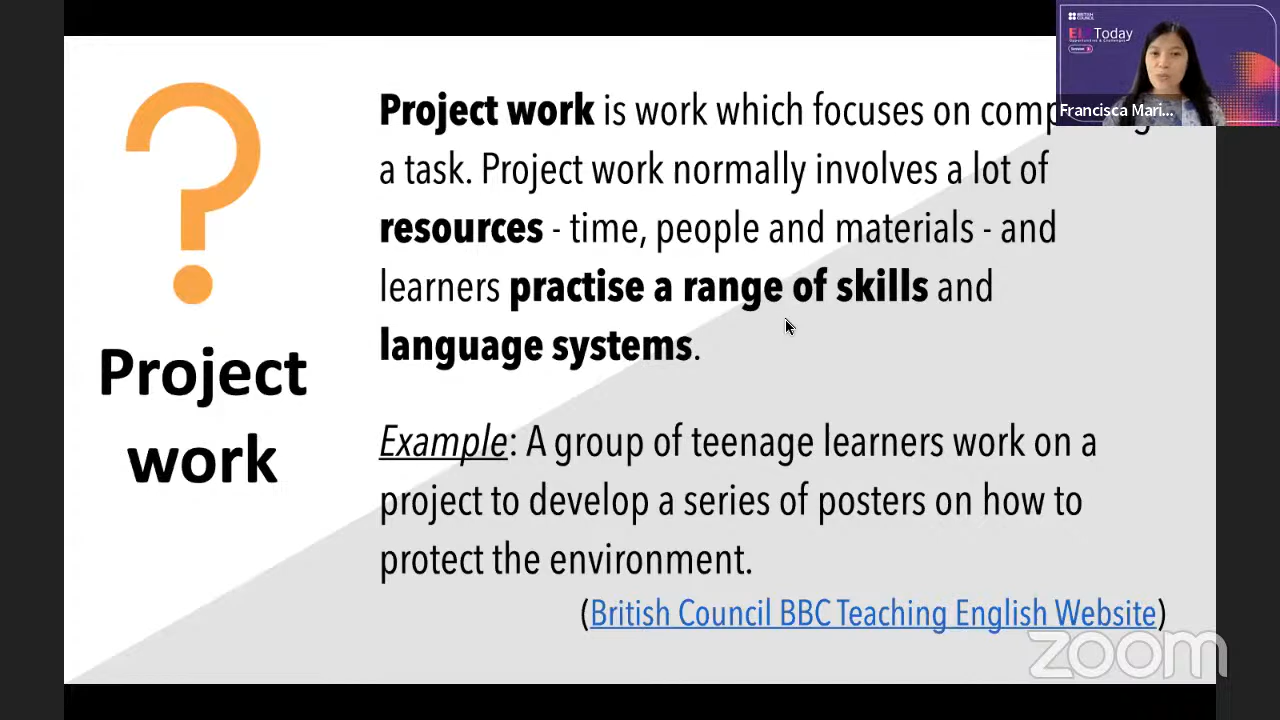 Project work is work which focuses on
a task. Project work normally involves a lot of
resources - time, people and materials - and
learners practise a range of skills and
language systems.
Example: A group of teenage learners work on a
project to develop a series of posters on how to
protect the environment.
(British Council BBC Teaching English Website)
Project
work
BRITISH
COUNCIL
Today
Francisca Mari...
zoom